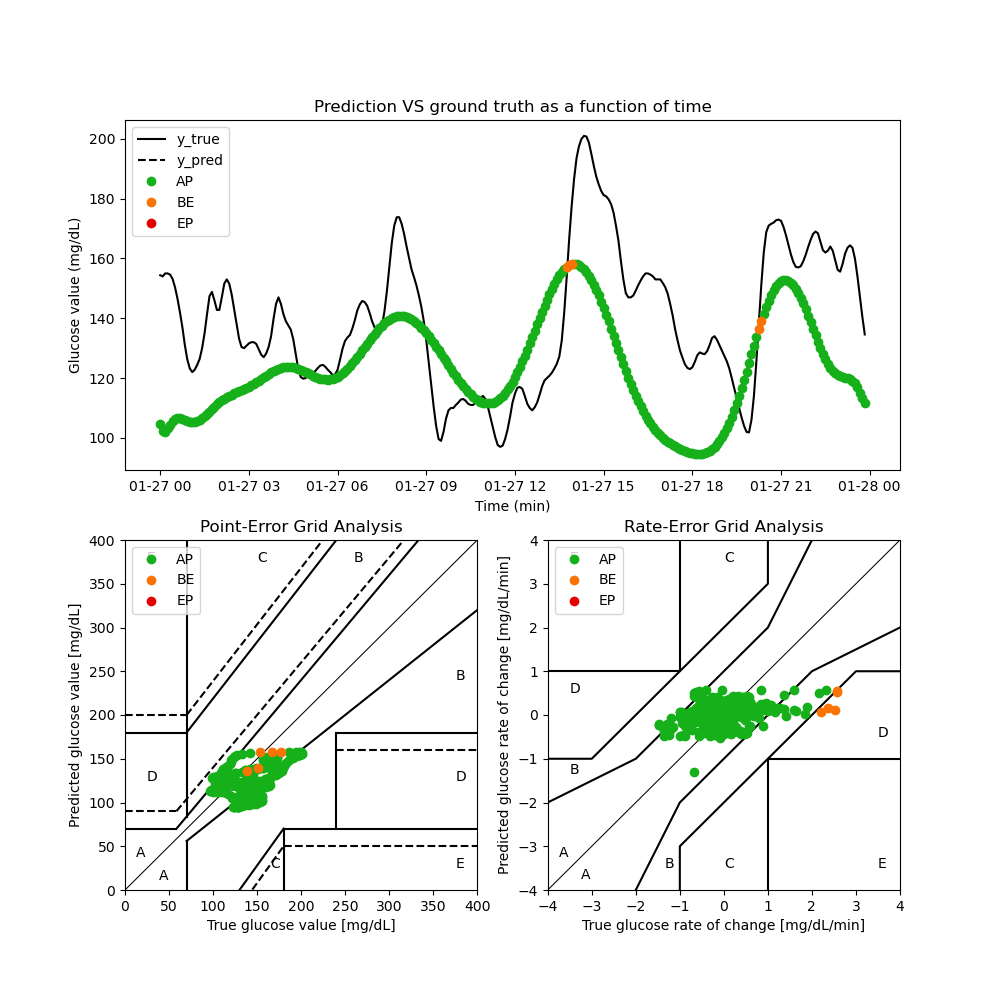 Prediction VS ground truth as a function of time
y_true
y_pred
AP
BE
EP
Glucose value (mg/dL)
200
180
160
140
120
100
01-27 00 01-27 03 01-27 06 01-27 09 01-27 12 01-27 15 01-27 18 01-27 21 01-28 00
Time (min)
Point-Error Grid Analysis
AP
BE
EP
C
B
B
D
D
A
A
C
E
Predicted glucose value [mg/dL]
400
350
300
250
200
150
100
50
0
0 50 100 150 200 250 300 350 400
True glucose value [mg/dL]
Rate-Error Grid Analysis
AP
BE
EP
C
D
D
B
A
A
B
C
E
Predicted glucose rate of change [mg/dL/min]
4
3
2
1
0
−1
−2
−3
−4
−4 −3 −2 −1 0 1 2 3 4
True glucose rate of change [mg/dL/min]